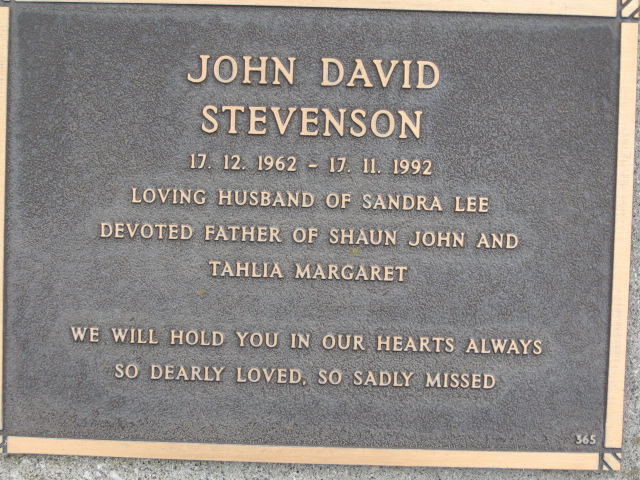 JOHN DAVID
STEVENSON
17. 12. 1962 - 17. 11. 1992
LOVING HUSBAND OF SANDRA LEE
DEVOTED FATHER OF SHAUN JOHN AND
TAHLIA MARGARET
WE WILL HOLD YOU IN OUR HEARTS ALWAYS
SO DEARLY LOVED, SO SADLY MISSED
365